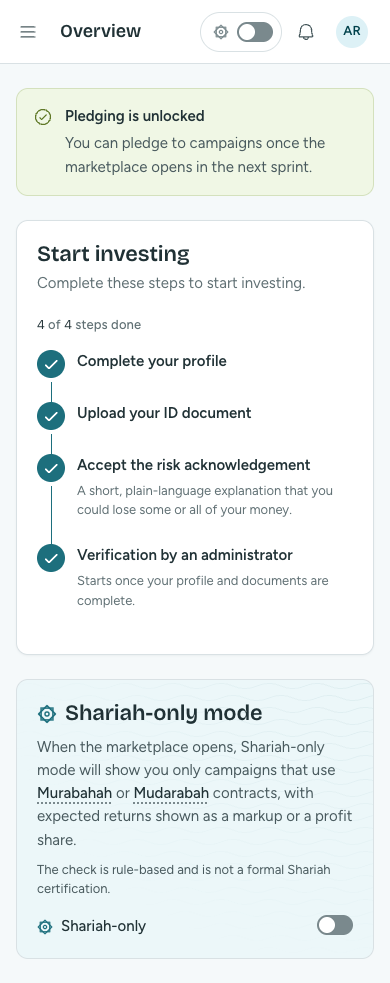 Overview
AR
Pledging is unlocked
You can pledge to campaigns once the
marketplace opens in the next sprint.
Start investing
Complete these steps to start investing.
4 of 4 steps done
Complete your profile
Upload your ID document
Accept the risk acknowledgement
A short, plain-language explanation that you
could lose some or all of your money.
Verification by an administrator
Starts once your profile and documents are
complete.
Shariah-only mode
When the marketplace opens, Shariah-only
mode will show you only campaigns that use
Murabahah or Mudarabah contracts, with
expected returns shown as a markup or a profit
share.
The check is rule-based and is not a formal Shariah
certification.
Shariah-only